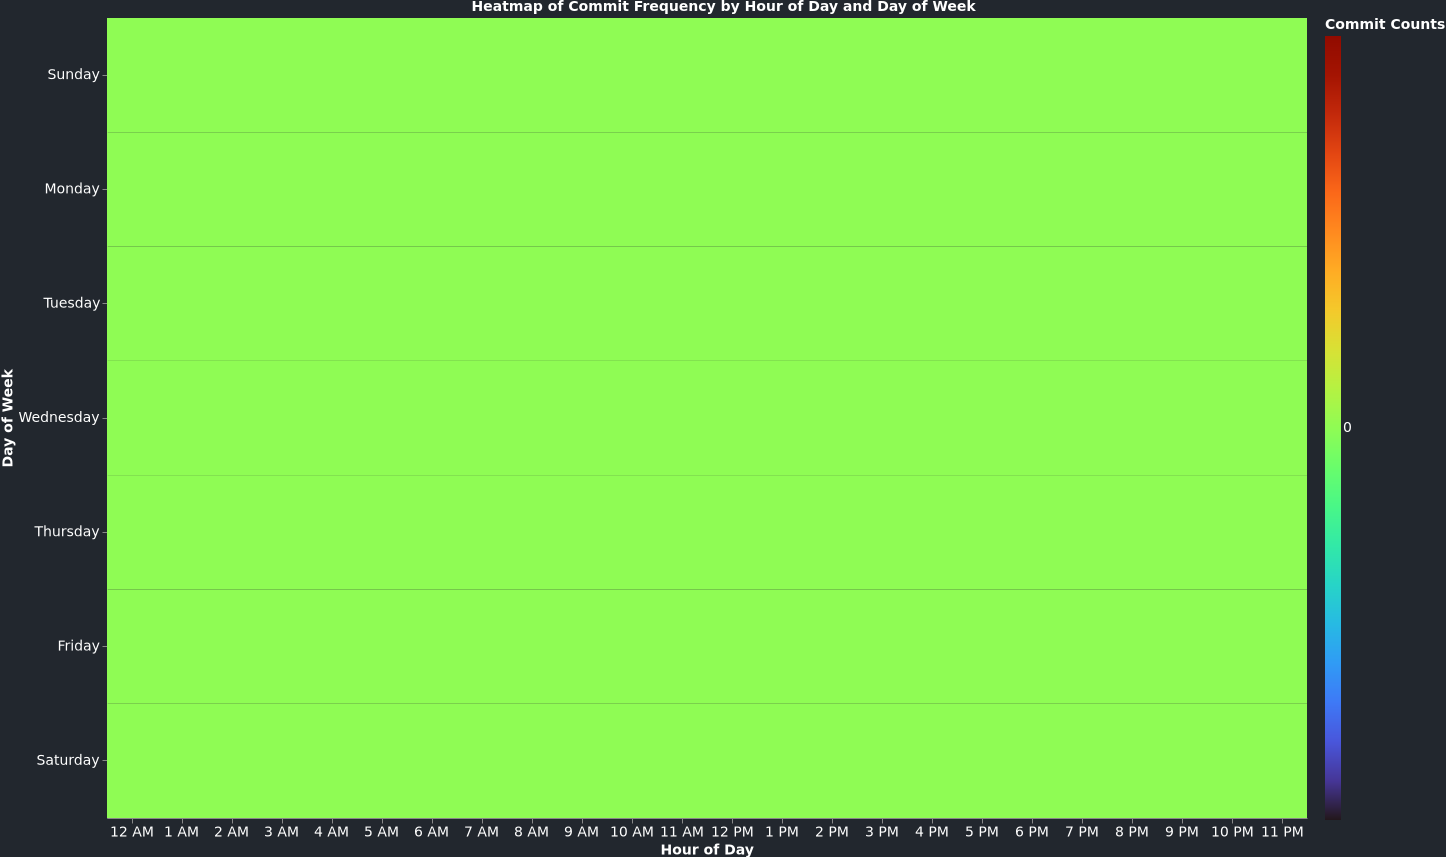 Heatmap of Commit Frequency by Hour of Day and Day of Week
Commit Counts
Sunday
Monday
Tuesday
Wednesday
Thursday
Friday
Saturday
Day of Week
0
12 AM 1 AM 2 AM 3 AM 4 AM 5 AM 6 AM 7 AM 8 AM 9 AM 10 AM 11 AM 12 PM 1 PM 2 PM 3 PM 4 PM 5 PM 6 PM 7 PM 8 PM 9 PM 10 PM 11 PM
Hour of Day